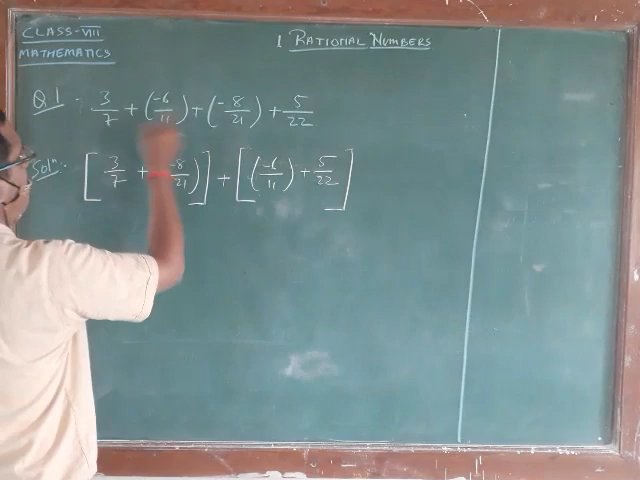 CLASS-VIII
MATHEMATICS
1 RATIONAL NUMBERS
Q.1 - 3/7 + (-6/11) + (-8/21) + 5/22
Soln. [3/7 + -8/21)] + [(-6/11) + 5/22]